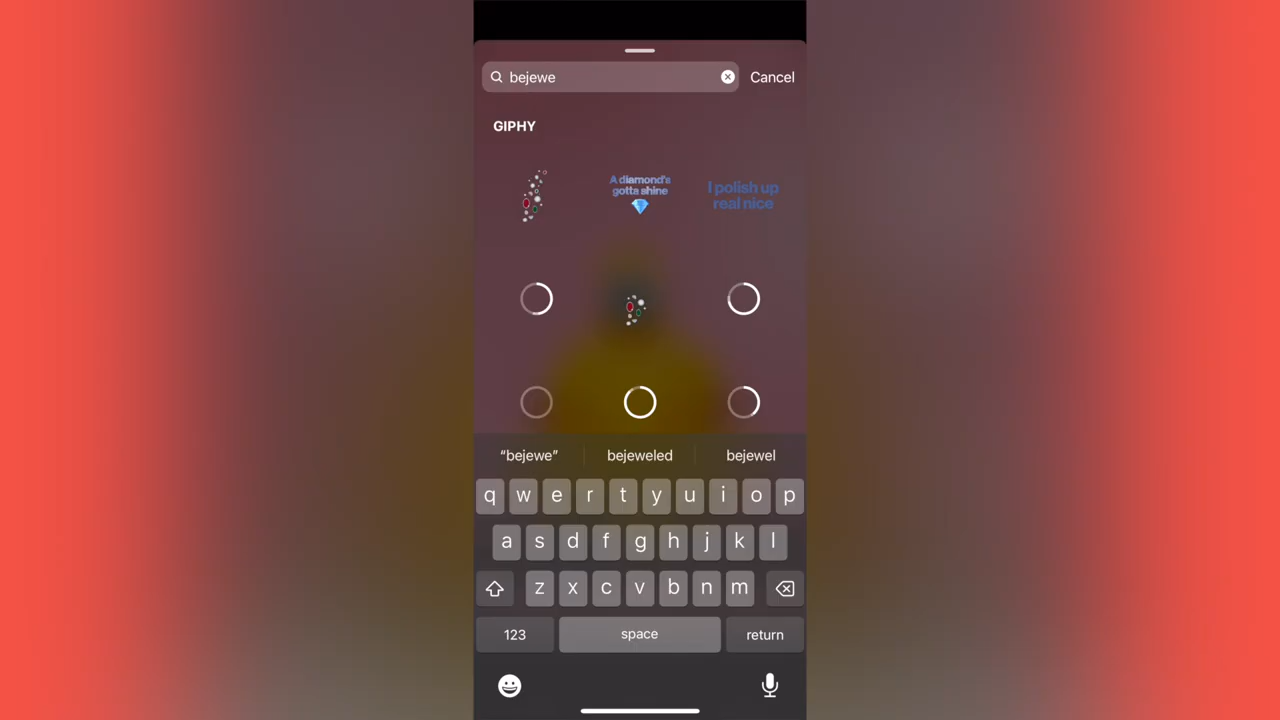 bejewe
Cancel
GIPHY
A diamond's
gotta shine
I polish up
real nice
“bejewe”
bejeweled
bejewel
q w e r t y u i o p
a s d f g h j k l
z x c v b n m
123
space
return